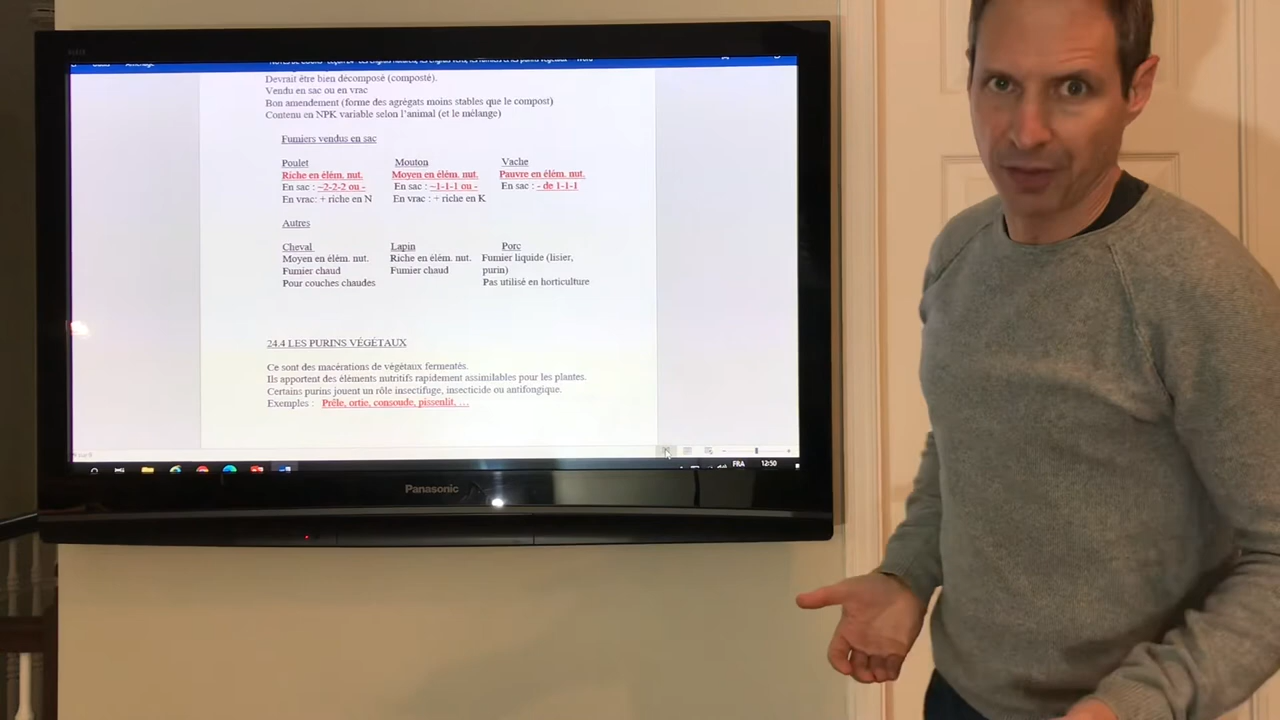 Devrait être bien décomposé (composté).
Vendu en sac ou en vrac
Bon amendement (forme des agrégats moins stables que le compost)
Contenu en NPK variable selon l'animal (et le mélange)
Fumiers vendus en sac
Poulet Mouton Vache
Riche en élém. nut. Moyen en élém. nut. Pauvre en élém. nut.
En sac : ~2-2-2 ou - En sac : ~1-1-1 ou - En sac : - de 1-1-1
En vrac: + riche en N En vrac : + riche en K
Autres
Cheval Lapin Porc
Moyen en élém. nut. Riche en élém. nut. Fumier liquide (lisier,
Fumier chaud Fumier chaud purin)
Pour couches chaudes Pas utilisé en horticulture
24.4 LES PURINS VÉGÉTAUX
Ce sont des macérations de végétaux fermentés.
Ils apportent des éléments nutritifs rapidement assimilables pour les plantes.
Certains purins jouent un rôle insectifuge, insecticide ou antifongique.
Exemples : Prêle, ortie, consoude, pissenlit, …
FRA 12:50
Panasonic